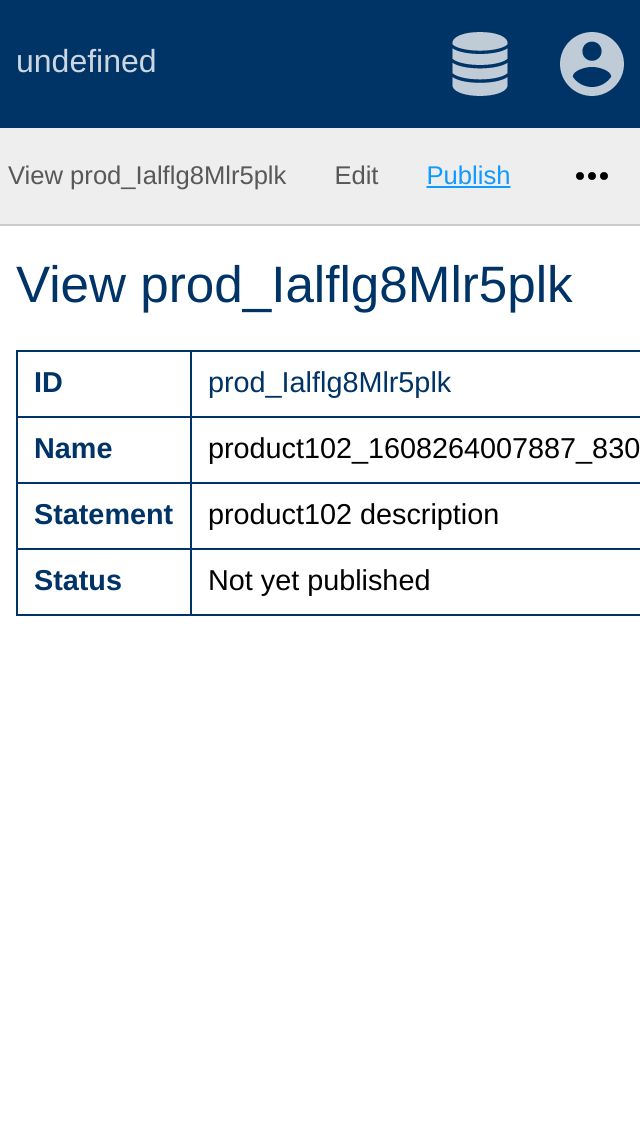 undefined
View prod_Ialflg8Mlr5plk Edit Publish
View prod_Ialflg8Mlr5plk
ID prod_Ialflg8Mlr5plk
Name product102_1608264007887_830
Statement product102 description
Status Not yet published